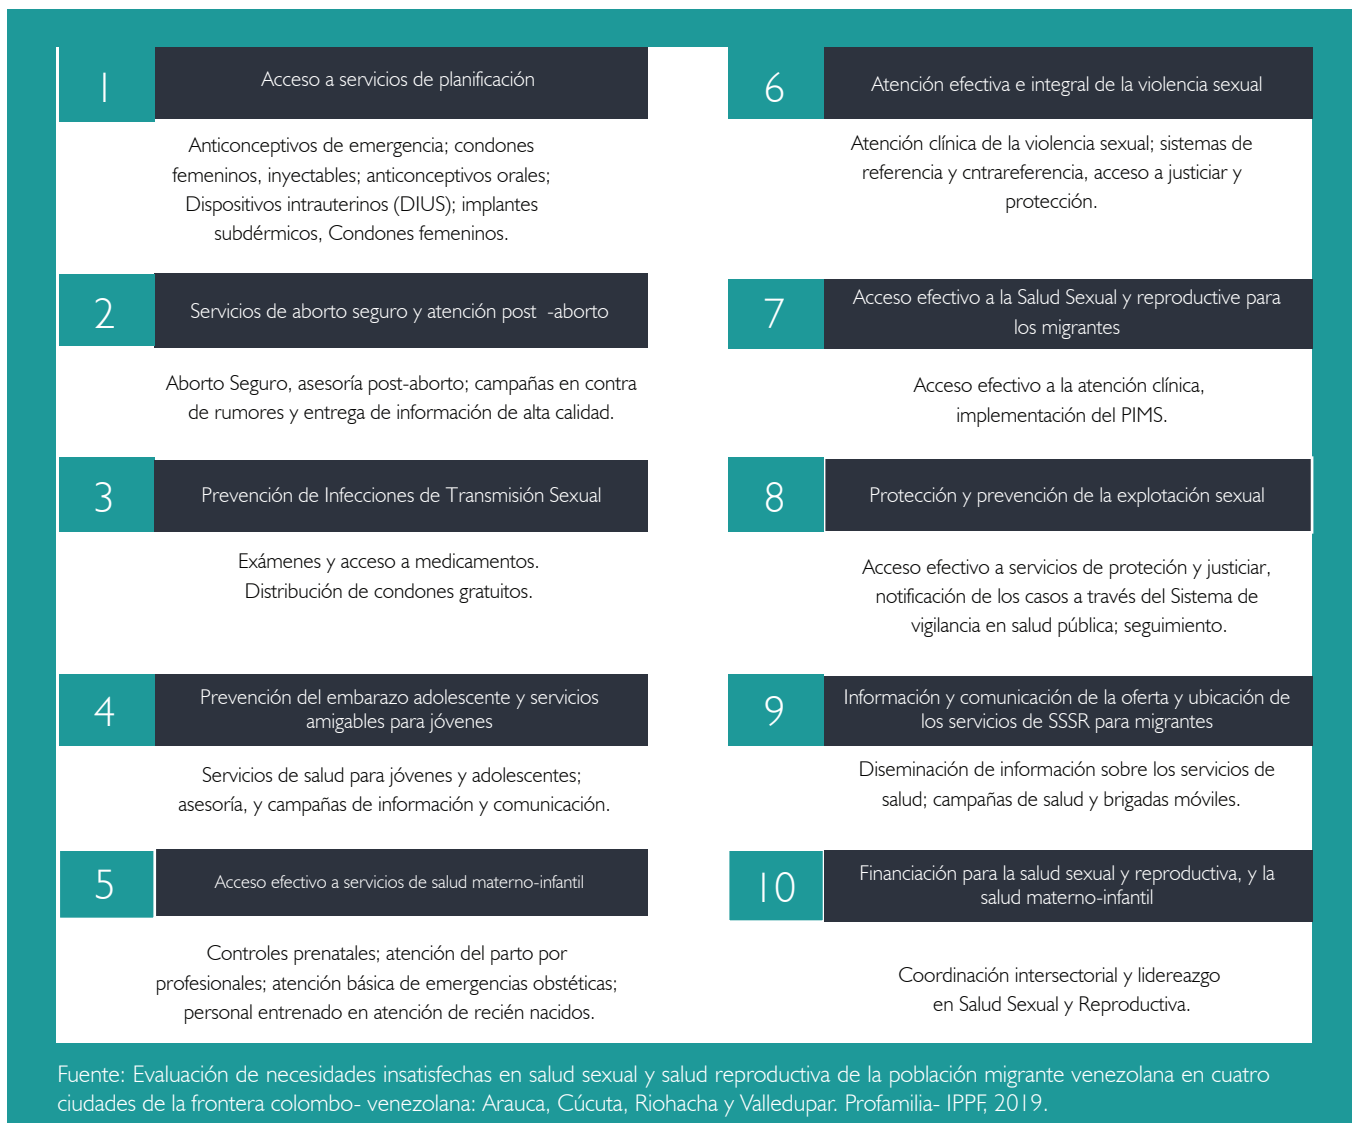 1
Acceso a servicios de planificación
Anticonceptivos de emergencia; condones
femeninos, inyectables; anticonceptivos orales;
Dispositivos intrauterinos (DIUS); implantes
subdérmicos, Condones femeninos.
2
Servicios de aborto seguro y atención post -aborto
Aborto Seguro, asesoría post-aborto; campañas en contra
de rumores y entrega de información de alta calidad.
3
Prevención de Infecciones de Transmisión Sexual
Exámenes y acceso a medicamentos.
Distribución de condones gratuitos.
4
Prevención del embarazo adolescente y servicios
amigables para jóvenes
Servicios de salud para jóvenes y adolescentes;
asesoría, y campañas de información y comunicación.
5
Acceso efectivo a servicios de salud materno-infantil
Controles prenatales; atención del parto por
profesionales; atención básica de emergencias obstéticas;
personal entrenado en atención de recién nacidos.
6
Atención efectiva e integral de la violencia sexual
Atención clínica de la violencia sexual; sistemas de
referencia y cntrareferencia, acceso a justiciar y
protección.
7
Acceso efectivo a la Salud Sexual y reproductive para
los migrantes
Acceso efectivo a la atención clínica,
implementación del PIMS.
8
Protección y prevención de la explotación sexual
Acceso efectivo a servicios de proteción y justiciar,
notificación de los casos a través del Sistema de
vigilancia en salud pública; seguimiento.
9
Información y comunicación de la oferta y ubicación de
los servicios de SSSR para migrantes
Diseminación de información sobre los servicios de
salud; campañas de salud y brigadas móviles.
10
Financiación para la salud sexual y reproductiva, y la
salud materno-infantil
Coordinación intersectorial y lidereazgo
en Salud Sexual y Reproductiva.
Fuente: Evaluación de necesidades insatisfechas en salud sexual y salud reproductiva de la población migrante venezolana en cuatro
ciudades de la frontera colombo- venezolana: Arauca, Cúcuta, Riohacha y Valledupar. Profamilia- IPPF, 2019.